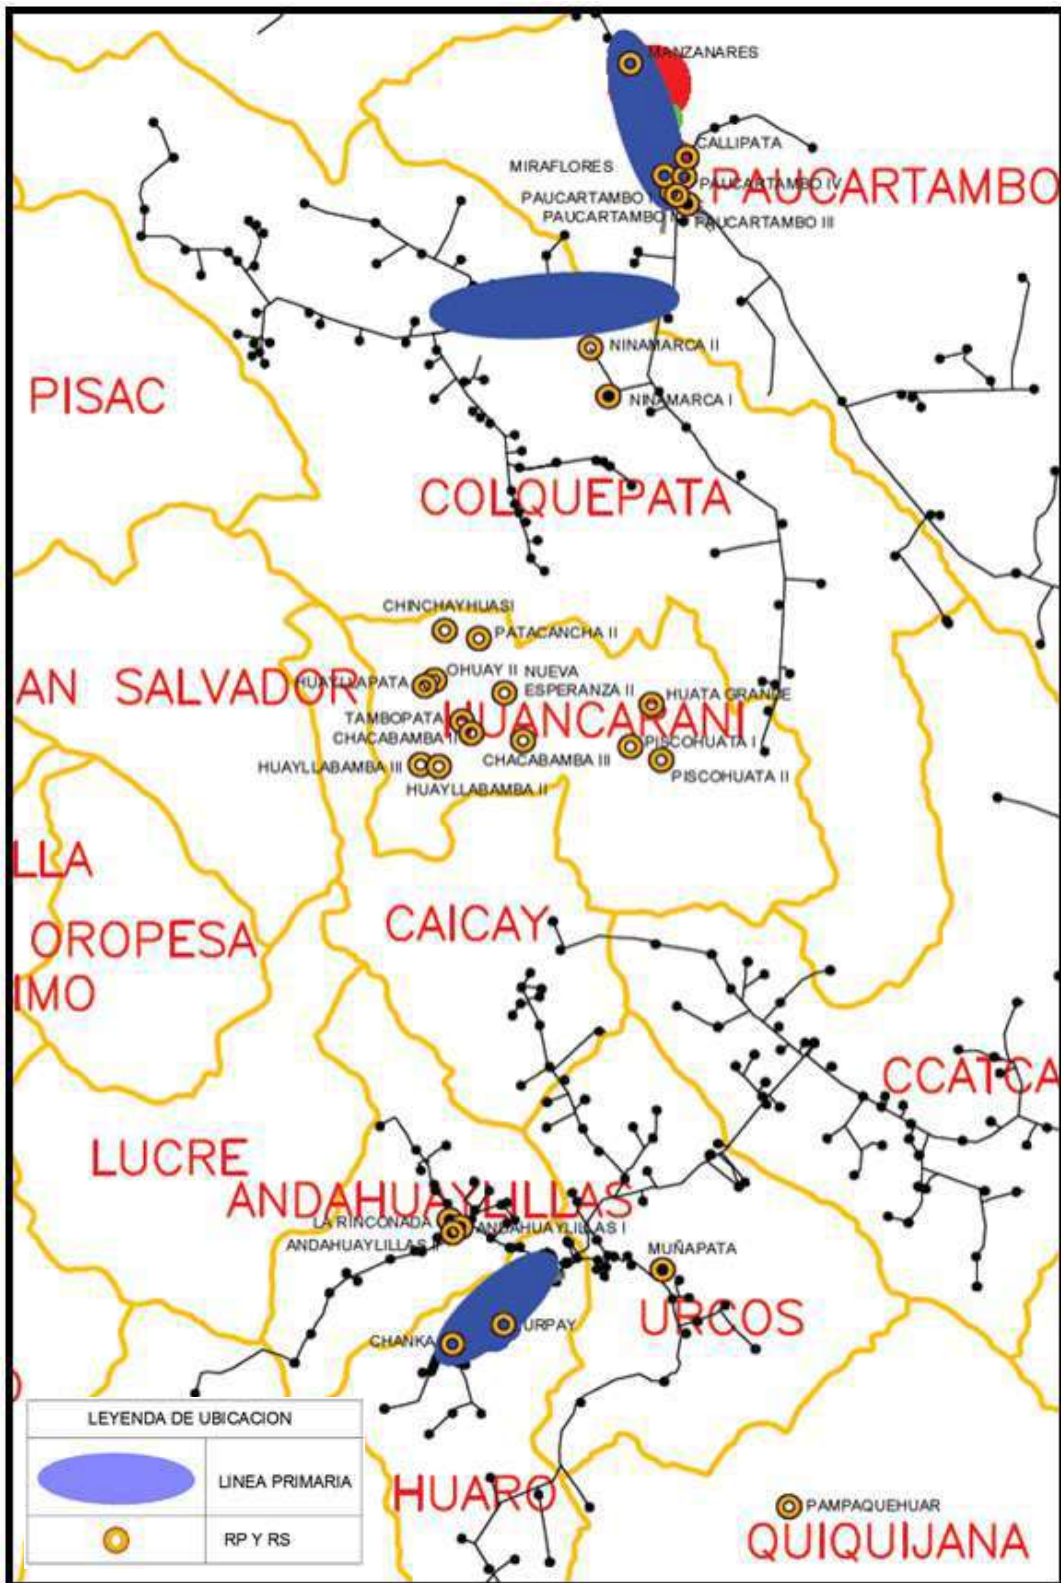 MANZANARES
CALLIPATA
MIRAFLORES
PAUCARTAMBO
PAUCARTAMBO IV
PAUCARTAMBO
PAUCARTAMBO
PAUCARTAMBO III
NINAMARCA II
PISAC
NINAMARCA I
COLQUEPATA
CHINCHAYHUASI
PATACANCHA II
AN SALVADOR
HUAYLLAPATA
OHUAY II
NUEVA
ESPERANZA II
HUATA GRANDE
TAMBOPATA
HUANCARANI
CHACABAMBA II
PISCOHUATA I
HUAYLLABAMBA III
CHACABAMBA III
PISCOHUATA II
HUAYLLABAMBA II
LLA
CAICAY
OROPESA
IMO
CCATCA
LUCRE
ANDAHUAYLILLAS
LA RINCONADA
ANDAHUAYLILLAS I
ANDAHUAYLILLAS II
MUÑAPATA
URCOS
URPAY
CHANKA
LEYENDA DE UBICACION
LINEA PRIMARIA
RP Y RS
HUARO
PAMPAQUEHUAR
QUIQUIJANA